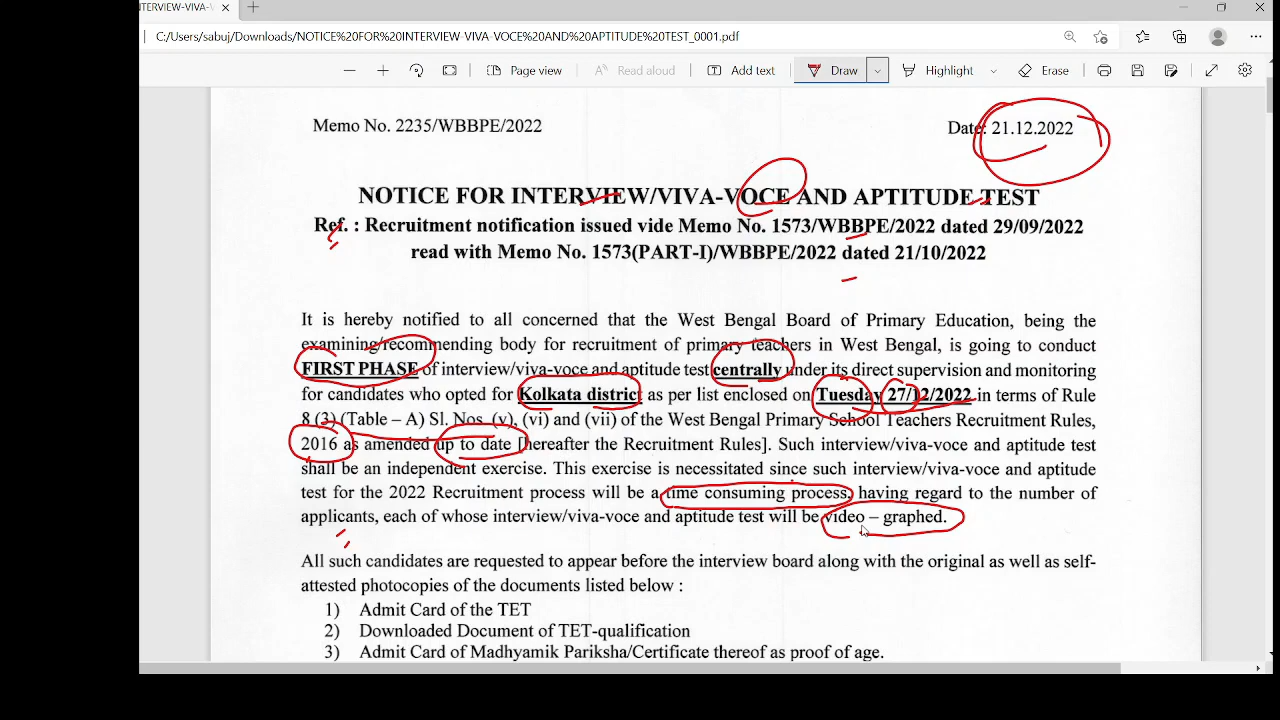 NTERVIEW-VIVA-V
C:/Users/sabuj/Downloads/NOTICE%20FOR%20INTERVIEW-VIVA-VOCE%20AND%20APTITUDE%20TEST_0001.pdf
Page view
Read aloud
Add text
Draw
Highlight
Erase
Memo No. 2235/WBBPE/2022
Date: 21.12.2022
NOTICE FOR INTERVIEW/VIVA-VOCE AND APTITUDE TEST
Ref. : Recruitment notification issued vide Memo No. 1573/WBBPE/2022 dated 29/09/2022
read with Memo No. 1573(PART-I)/WBBPE/2022 dated 21/10/2022
It is hereby notified to all concerned that the West Bengal Board of Primary Education, being the
examining/recommending body for recruitment of primary teachers in West Bengal, is going to conduct
FIRST PHASE of interview/viva-voce and aptitude test centrally under its direct supervision and monitoring
for candidates who opted for Kolkata district as per list enclosed on Tuesday 27/12/2022 in terms of Rule
8 (3) (Table – A) Sl. Nos. (v), (vi) and (vii) of the West Bengal Primary School Teachers Recruitment Rules,
2016 as amended up to date [hereafter the Recruitment Rules]. Such interview/viva-voce and aptitude test
shall be an independent exercise. This exercise is necessitated since such interview/viva-voce and aptitude
test for the 2022 Recruitment process will be a time consuming process, having regard to the number of
applicants, each of whose interview/viva-voce and aptitude test will be video – graphed.
All such candidates are requested to appear before the interview board along with the original as well as self-
attested photocopies of the documents listed below :
1) Admit Card of the TET
2) Downloaded Document of TET-qualification
3) Admit Card of Madhyamik Pariksha/Certificate thereof as proof of age.